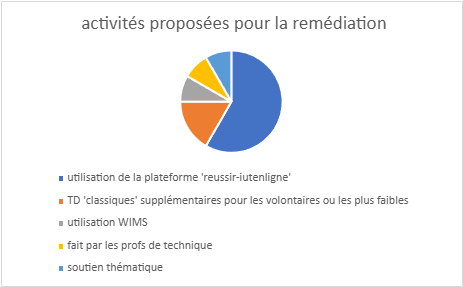 activités proposées pour la remédiation
utilisation de la plateforme 'reussir-iutenligne'
TD 'classiques' supplémentaires pour les volontaires ou les plus faibles
utilisation WIMS
fait par les profs de technique
soutien thématique